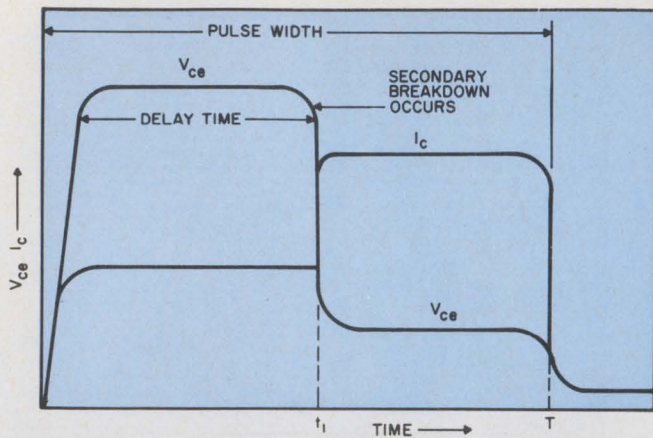 PULSE WIDTH
Vce
SECONDARY
BREAKDOWN
OCCURS
DELAY TIME
Ic
Vce Ic
Vce
t1
TIME
T